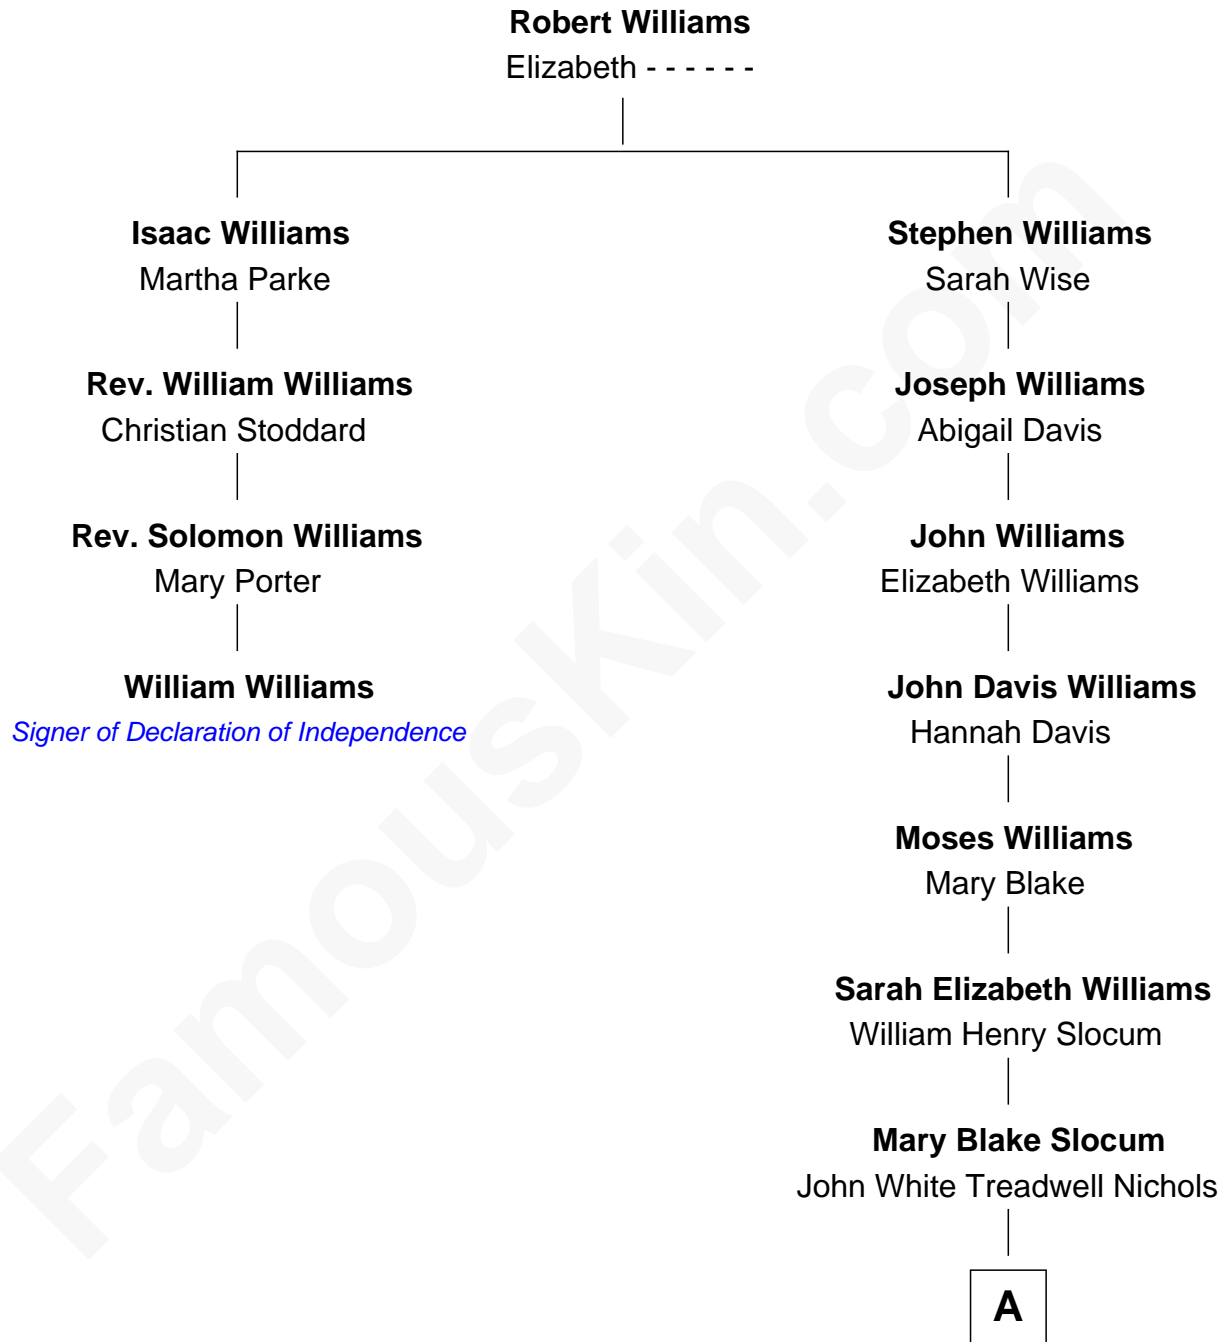 Robert Williams
Elizabeth - - - - - -
Isaac Williams
Martha Parke
Stephen Williams
Sarah Wise
Rev. William Williams
Christian Stoddard
Joseph Williams
Abigail Davis
Rev. Solomon Williams
Mary Porter
John Williams
Elizabeth Williams
William Williams
Signer of Declaration of Independence
John Davis Williams
Hannah Davis
Moses Williams
Mary Blake
Sarah Elizabeth Williams
William Henry Slocum
Mary Blake Slocum
John White Treadwell Nichols
A
FamousKin.com